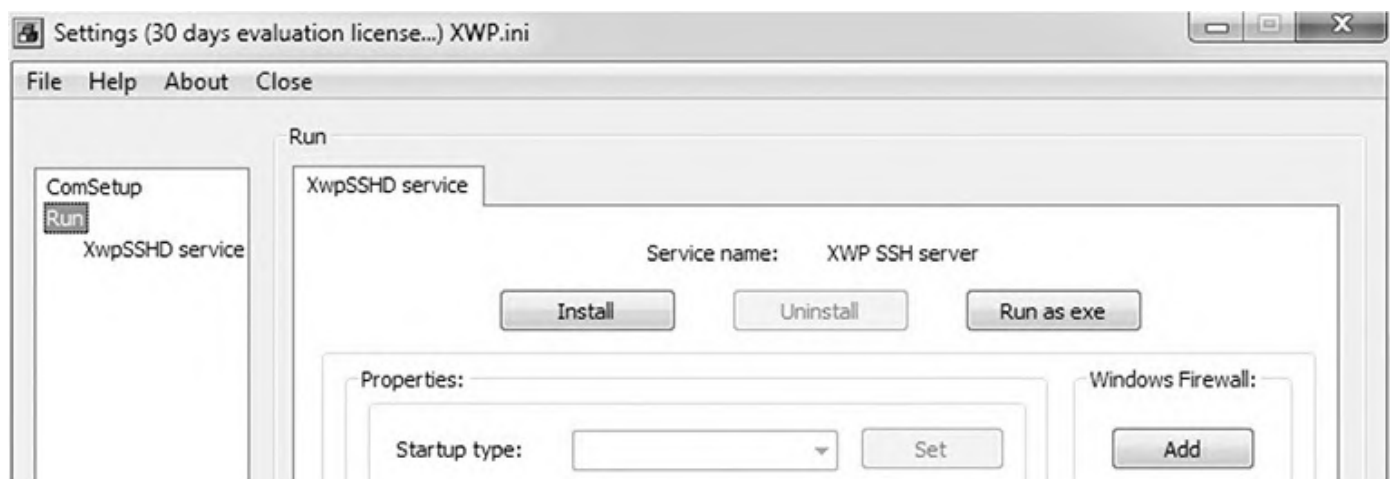 Settings (30 days evaluation license...) XWP.ini
File Help About Close
Run
ComSetup
Run
XwpSSHD service
XwpSSHD service
Service name: XWP SSH server
Install Uninstall Run as exe
Properties: Windows Firewall:
Startup type: Set Add